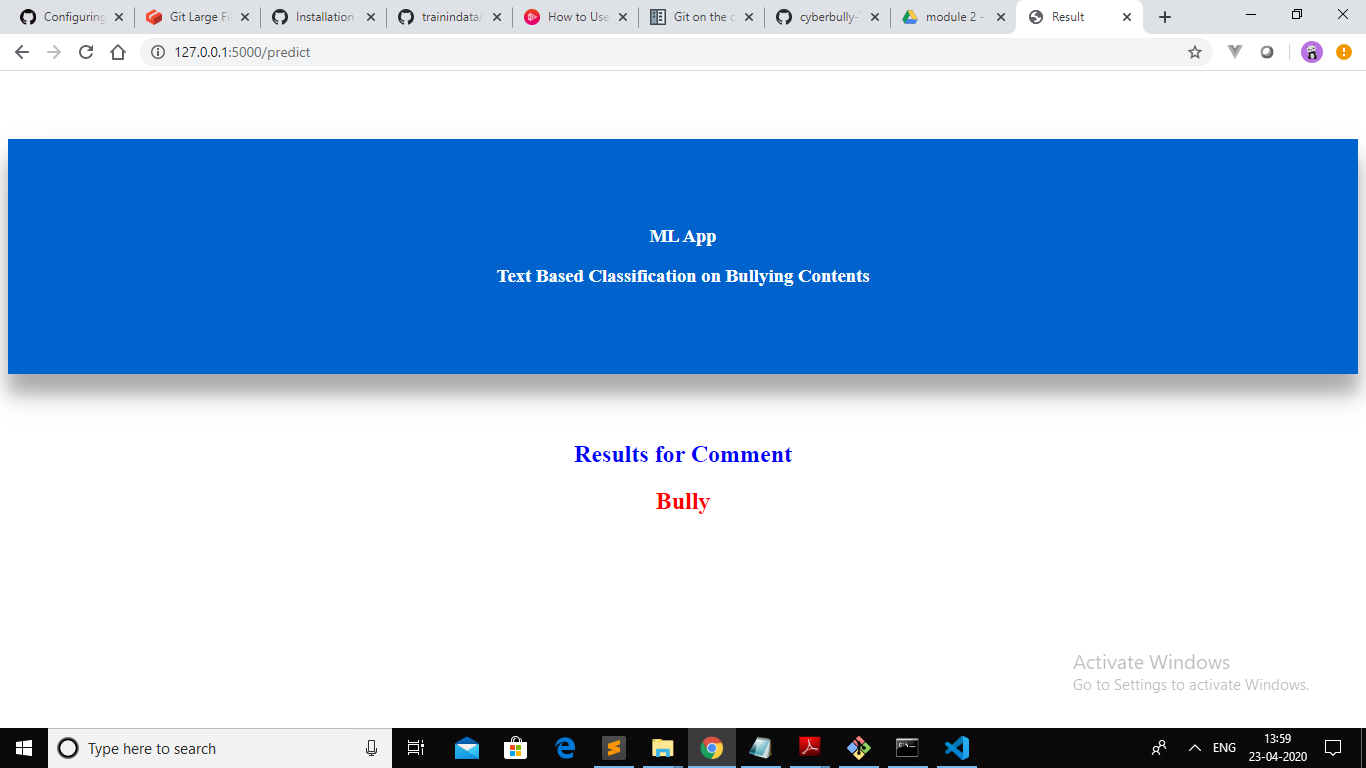 Configuring
Git Large Fi
Installation
trainindata/
How to Use
Git on the c
cyberbully-
module 2 -
Result
127.0.0.1:5000/predict
ML App
Text Based Classification on Bullying Contents
Results for Comment
Bully
Activate Windows
Go to Settings to activate Windows.
Type here to search
ENG
13:59
23-04-2020